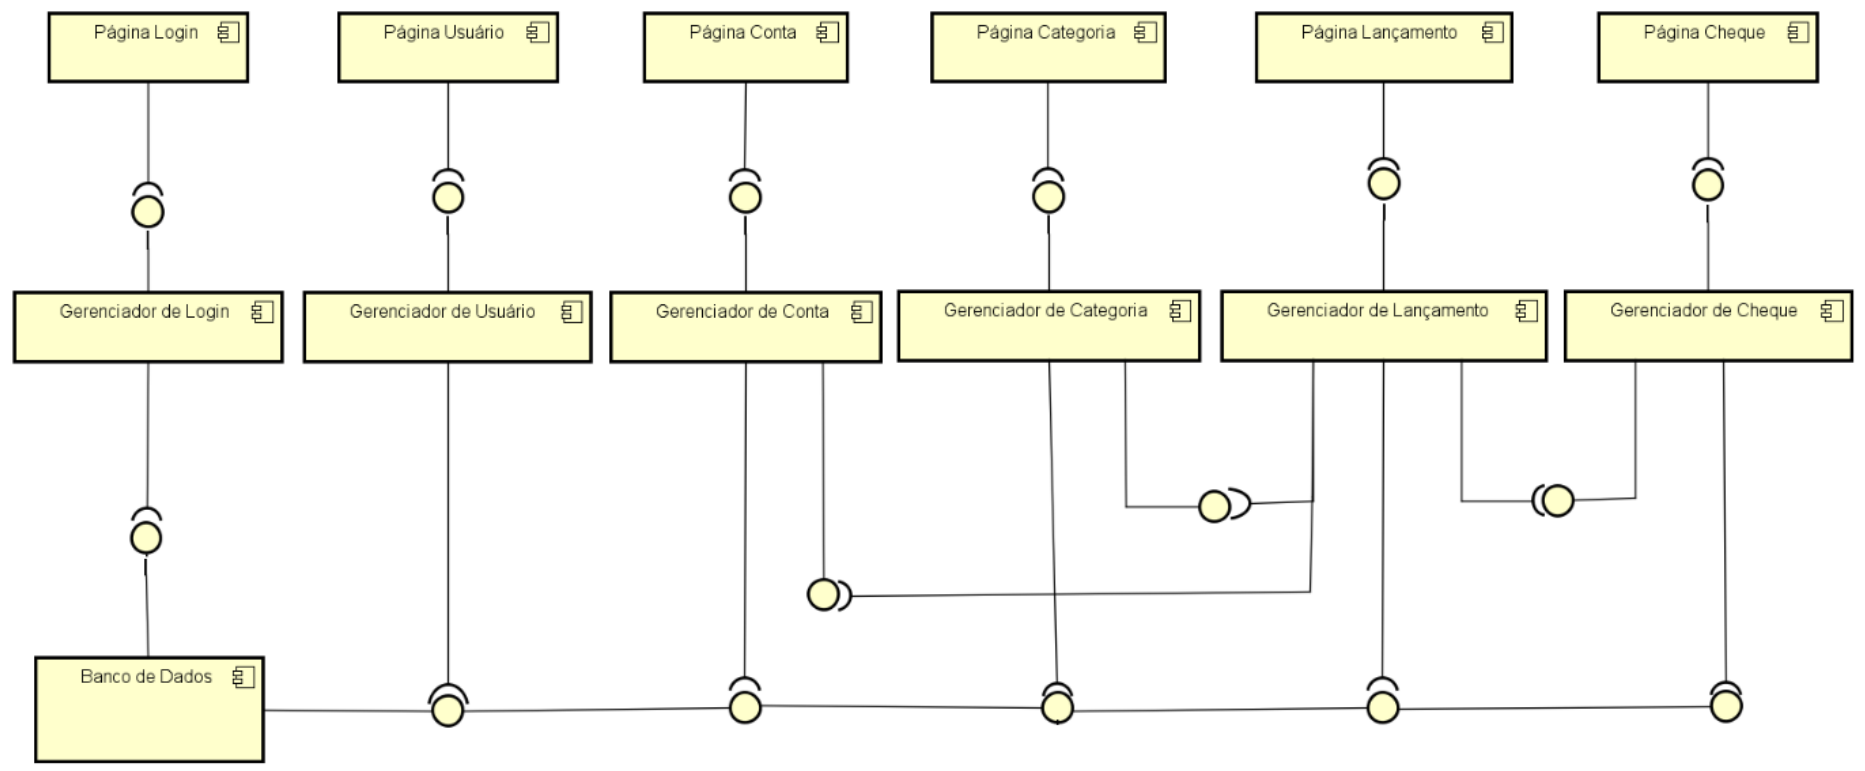 Página Login
Página Usuário
Página Conta
Página Categoria
Página Lançamento
Página Cheque
Gerenciador de Login
Gerenciador de Usuário
Gerenciador de Conta
Gerenciador de Categoria
Gerenciador de Lançamento
Gerenciador de Cheque
Banco de Dados